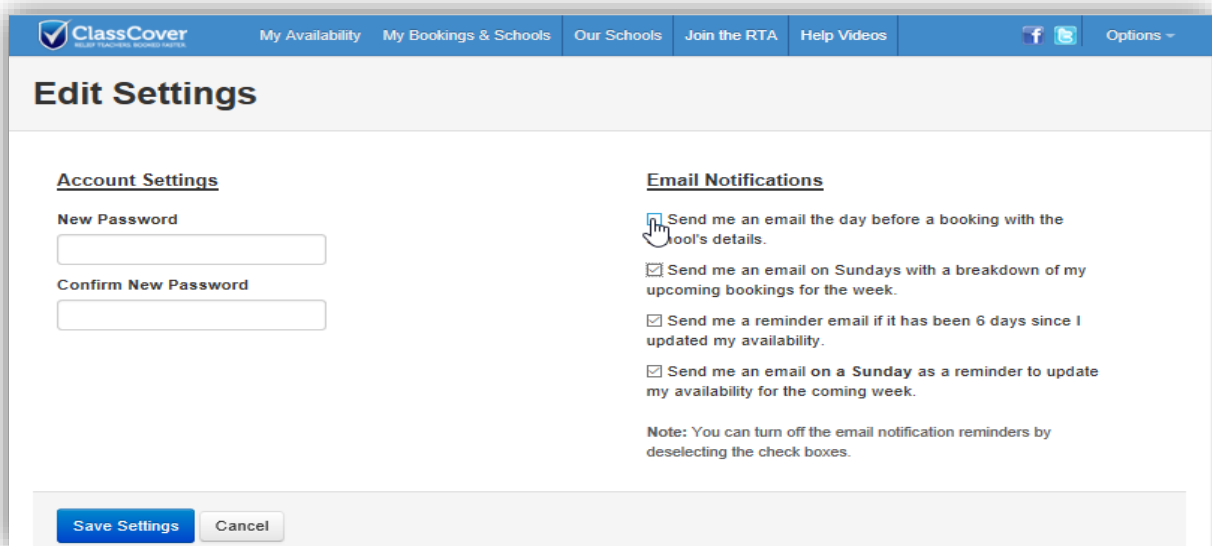 ClassCover
RELIEF TEACHERS, BOOKED FASTER.
My Availability My Bookings & Schools Our Schools Join the RTA Help Videos Options
Edit Settings
Account Settings
New Password
Confirm New Password
Email Notifications
Send me an email the day before a booking with the
hool's details.
Send me an email on Sundays with a breakdown of my
upcoming bookings for the week.
Send me a reminder email if it has been 6 days since I
updated my availability.
Send me an email on a Sunday as a reminder to update
my availability for the coming week.
Note: You can turn off the email notification reminders by
deselecting the check boxes.
Save Settings Cancel